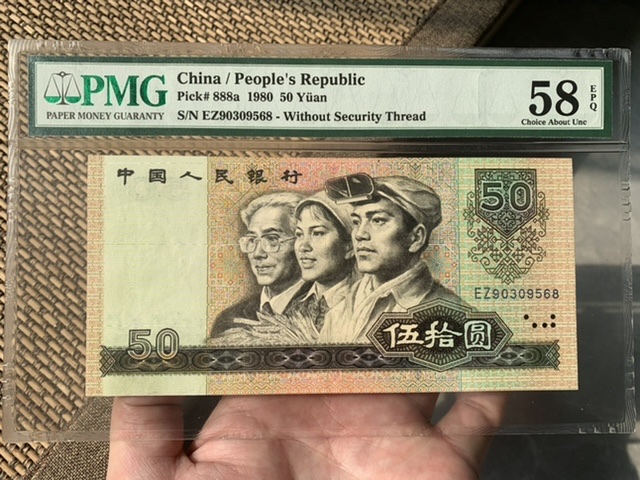 PMG
PAPER MONEY GUARANTY
China / People's Republic
Pick# 888a 1980 50 Yüan
S/N EZ90309568 - Without Security Thread
58 EPQ
Choice About Unc
中国人民银行
50
EZ90309568
50
伍拾圆